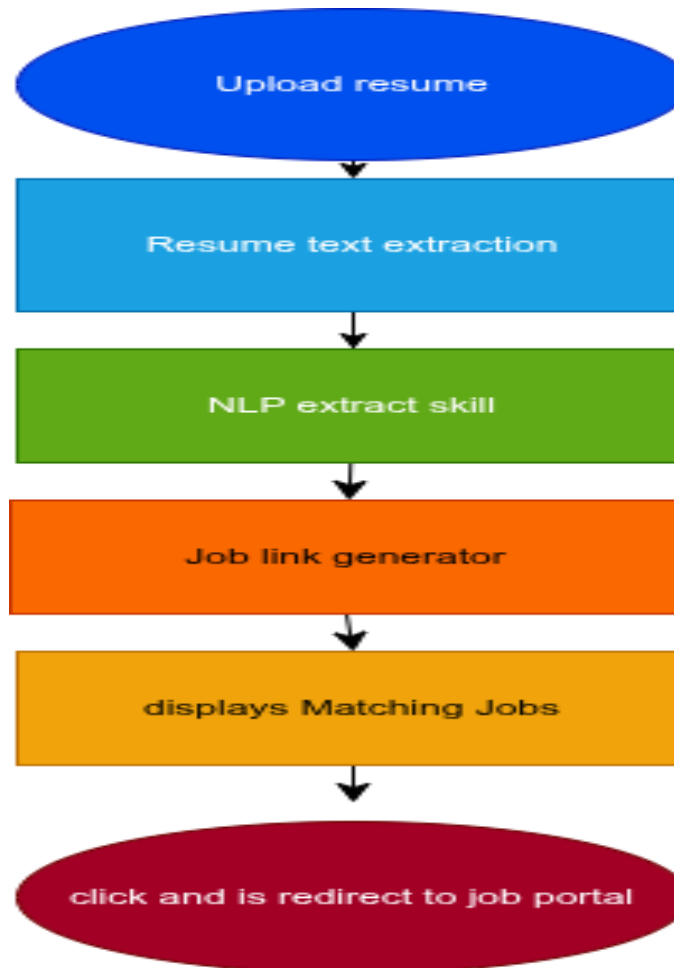 Upload resume
Resume text extraction
NLP extract skill
Job link generator
displays Matching Jobs
click and is redirect to job portal